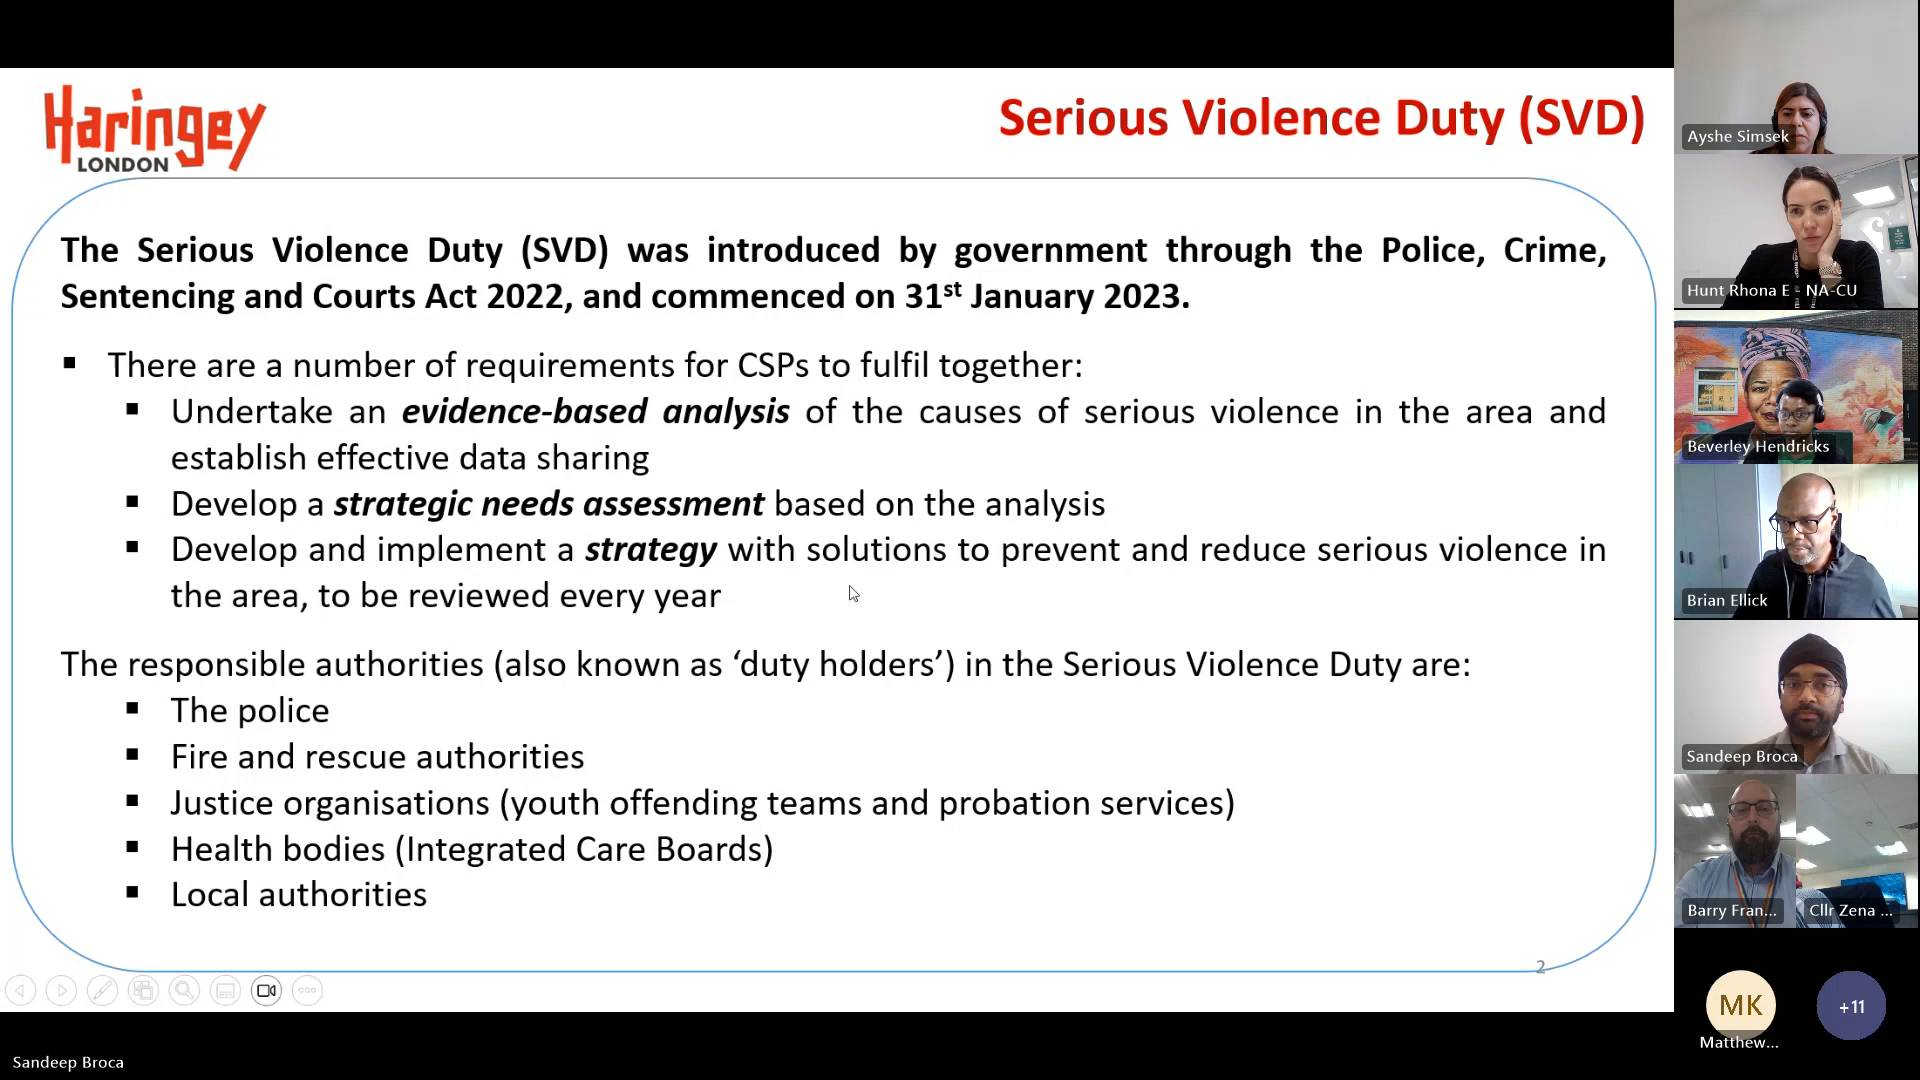 Haringey
LONDON
Serious Violence Duty (SVD)
The Serious Violence Duty (SVD) was introduced by government through the Police, Crime,
Sentencing and Courts Act 2022, and commenced on 31st January 2023.
▪ There are a number of requirements for CSPs to fulfil together:
▪ Undertake an evidence-based analysis of the causes of serious violence in the area and
establish effective data sharing
▪ Develop a strategic needs assessment based on the analysis
▪ Develop and implement a strategy with solutions to prevent and reduce serious violence in
the area, to be reviewed every year
The responsible authorities (also known as ‘duty holders’) in the Serious Violence Duty are:
▪ The police
▪ Fire and rescue authorities
▪ Justice organisations (youth offending teams and probation services)
▪ Health bodies (Integrated Care Boards)
▪ Local authorities
2
Sandeep Broca
Ayshe Simsek
Hunt Rhona E - NA-CU
Beverley Hendricks
Brian Ellick
Sandeep Broca
Barry Fran...
Cllr Zena ...
MK
+11
Matthew...